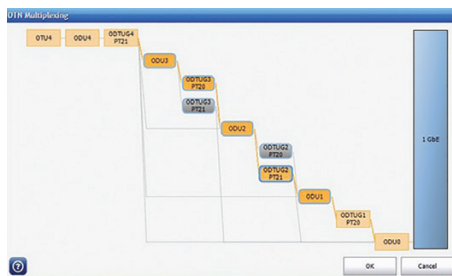 OTN Multiplexing
OTU4
ODU4
ODTUG4
PT21
ODU3
ODTUG3
PT20
ODTUG3
PT21
ODU2
ODTUG2
PT20
ODTUG2
PT21
ODU1
ODTUG1
PT20
ODU0
1 GbE
?
OK
Cancel